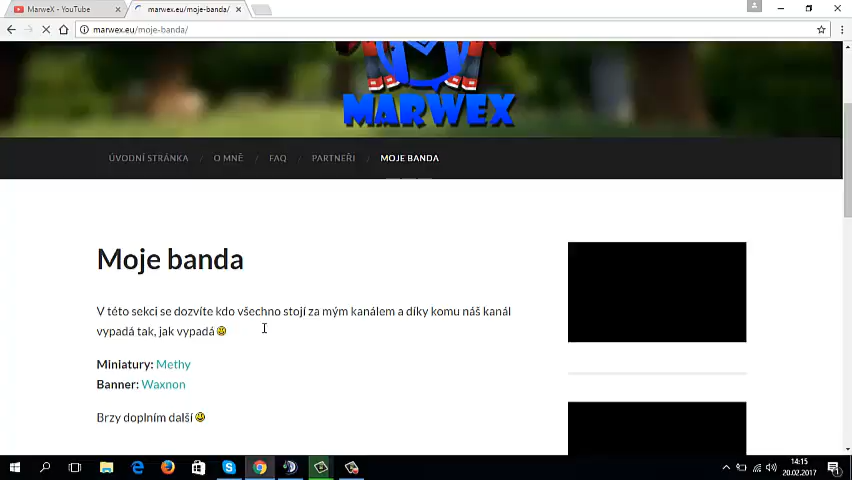 MarweX - YouTube
marwex.eu/moje-banda/
marwex.eu/moje-banda/
MARWEX
ÚVODNÍ STRÁNKA / O MNĚ / FAQ / PARTNEŘI / MOJE BANDA
Moje banda
V této sekci se dozvíte kdo všechno stojí za mým kanálem a díky komu náš kanál
vypadá tak, jak vypadá
Miniatury: Methy
Banner: Waxnon
Brzy doplním další
14:15
20.02.2017